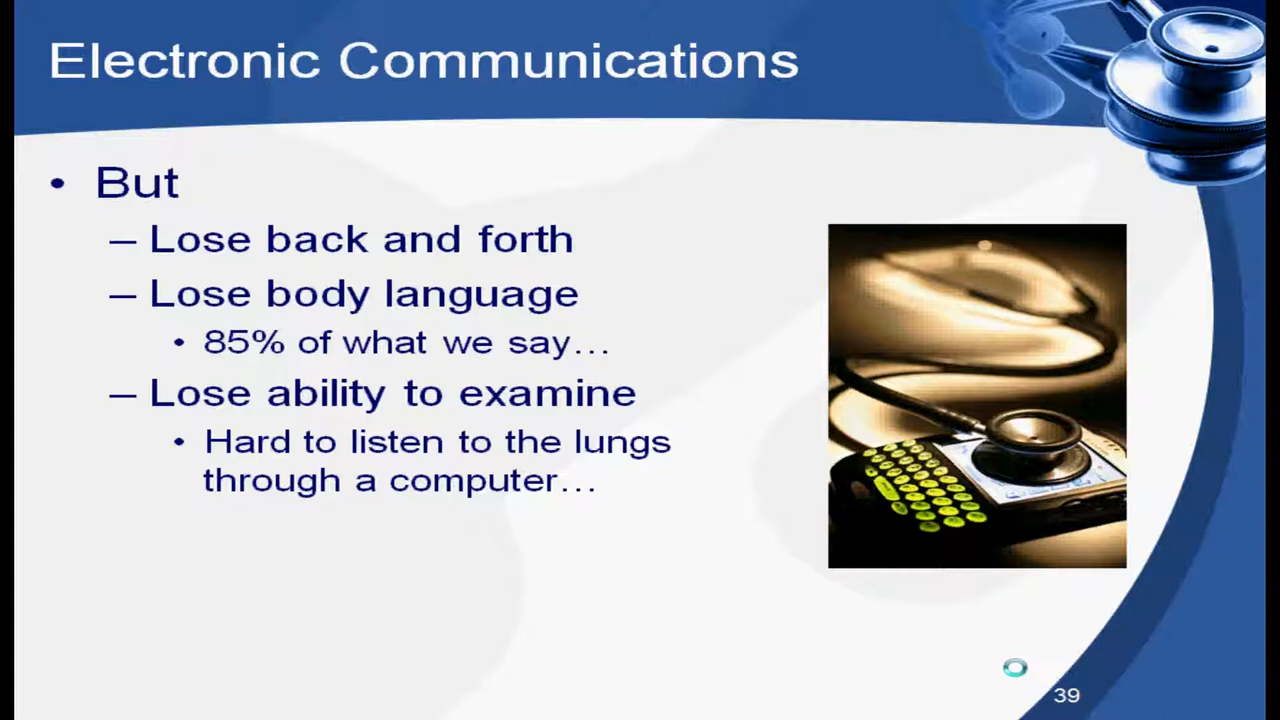 Electronic Communications
• But
– Lose back and forth
– Lose body language
• 85% of what we say…
– Lose ability to examine
• Hard to listen to the lungs
through a computer…
39